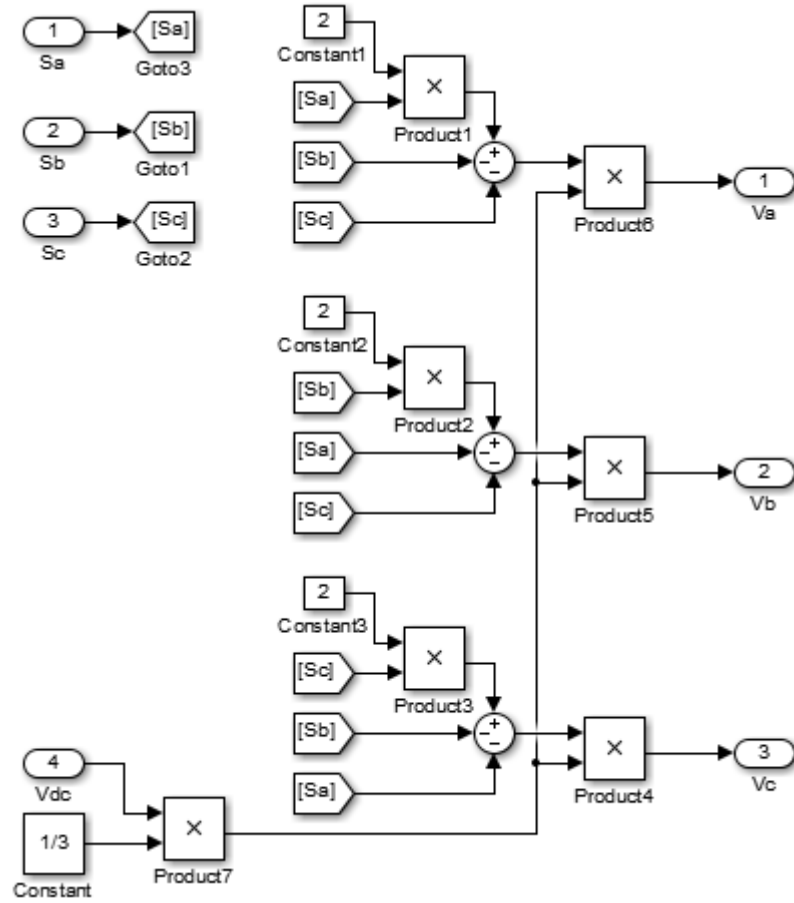 1
Sa
[Sa]
Goto3
2
Sb
[Sb]
Goto1
3
Sc
[Sc]
Goto2
2
Constant1
[Sa]
×
Product1
[Sb]
[Sc]
+
−
−
×
Product6
1
Va
2
Constant2
[Sb]
×
Product2
[Sa]
[Sc]
+
−
−
×
Product5
2
Vb
2
Constant3
[Sc]
×
Product3
[Sb]
[Sa]
+
−
−
×
Product4
3
Vc
4
Vdc
1/3
Constant
×
Product7